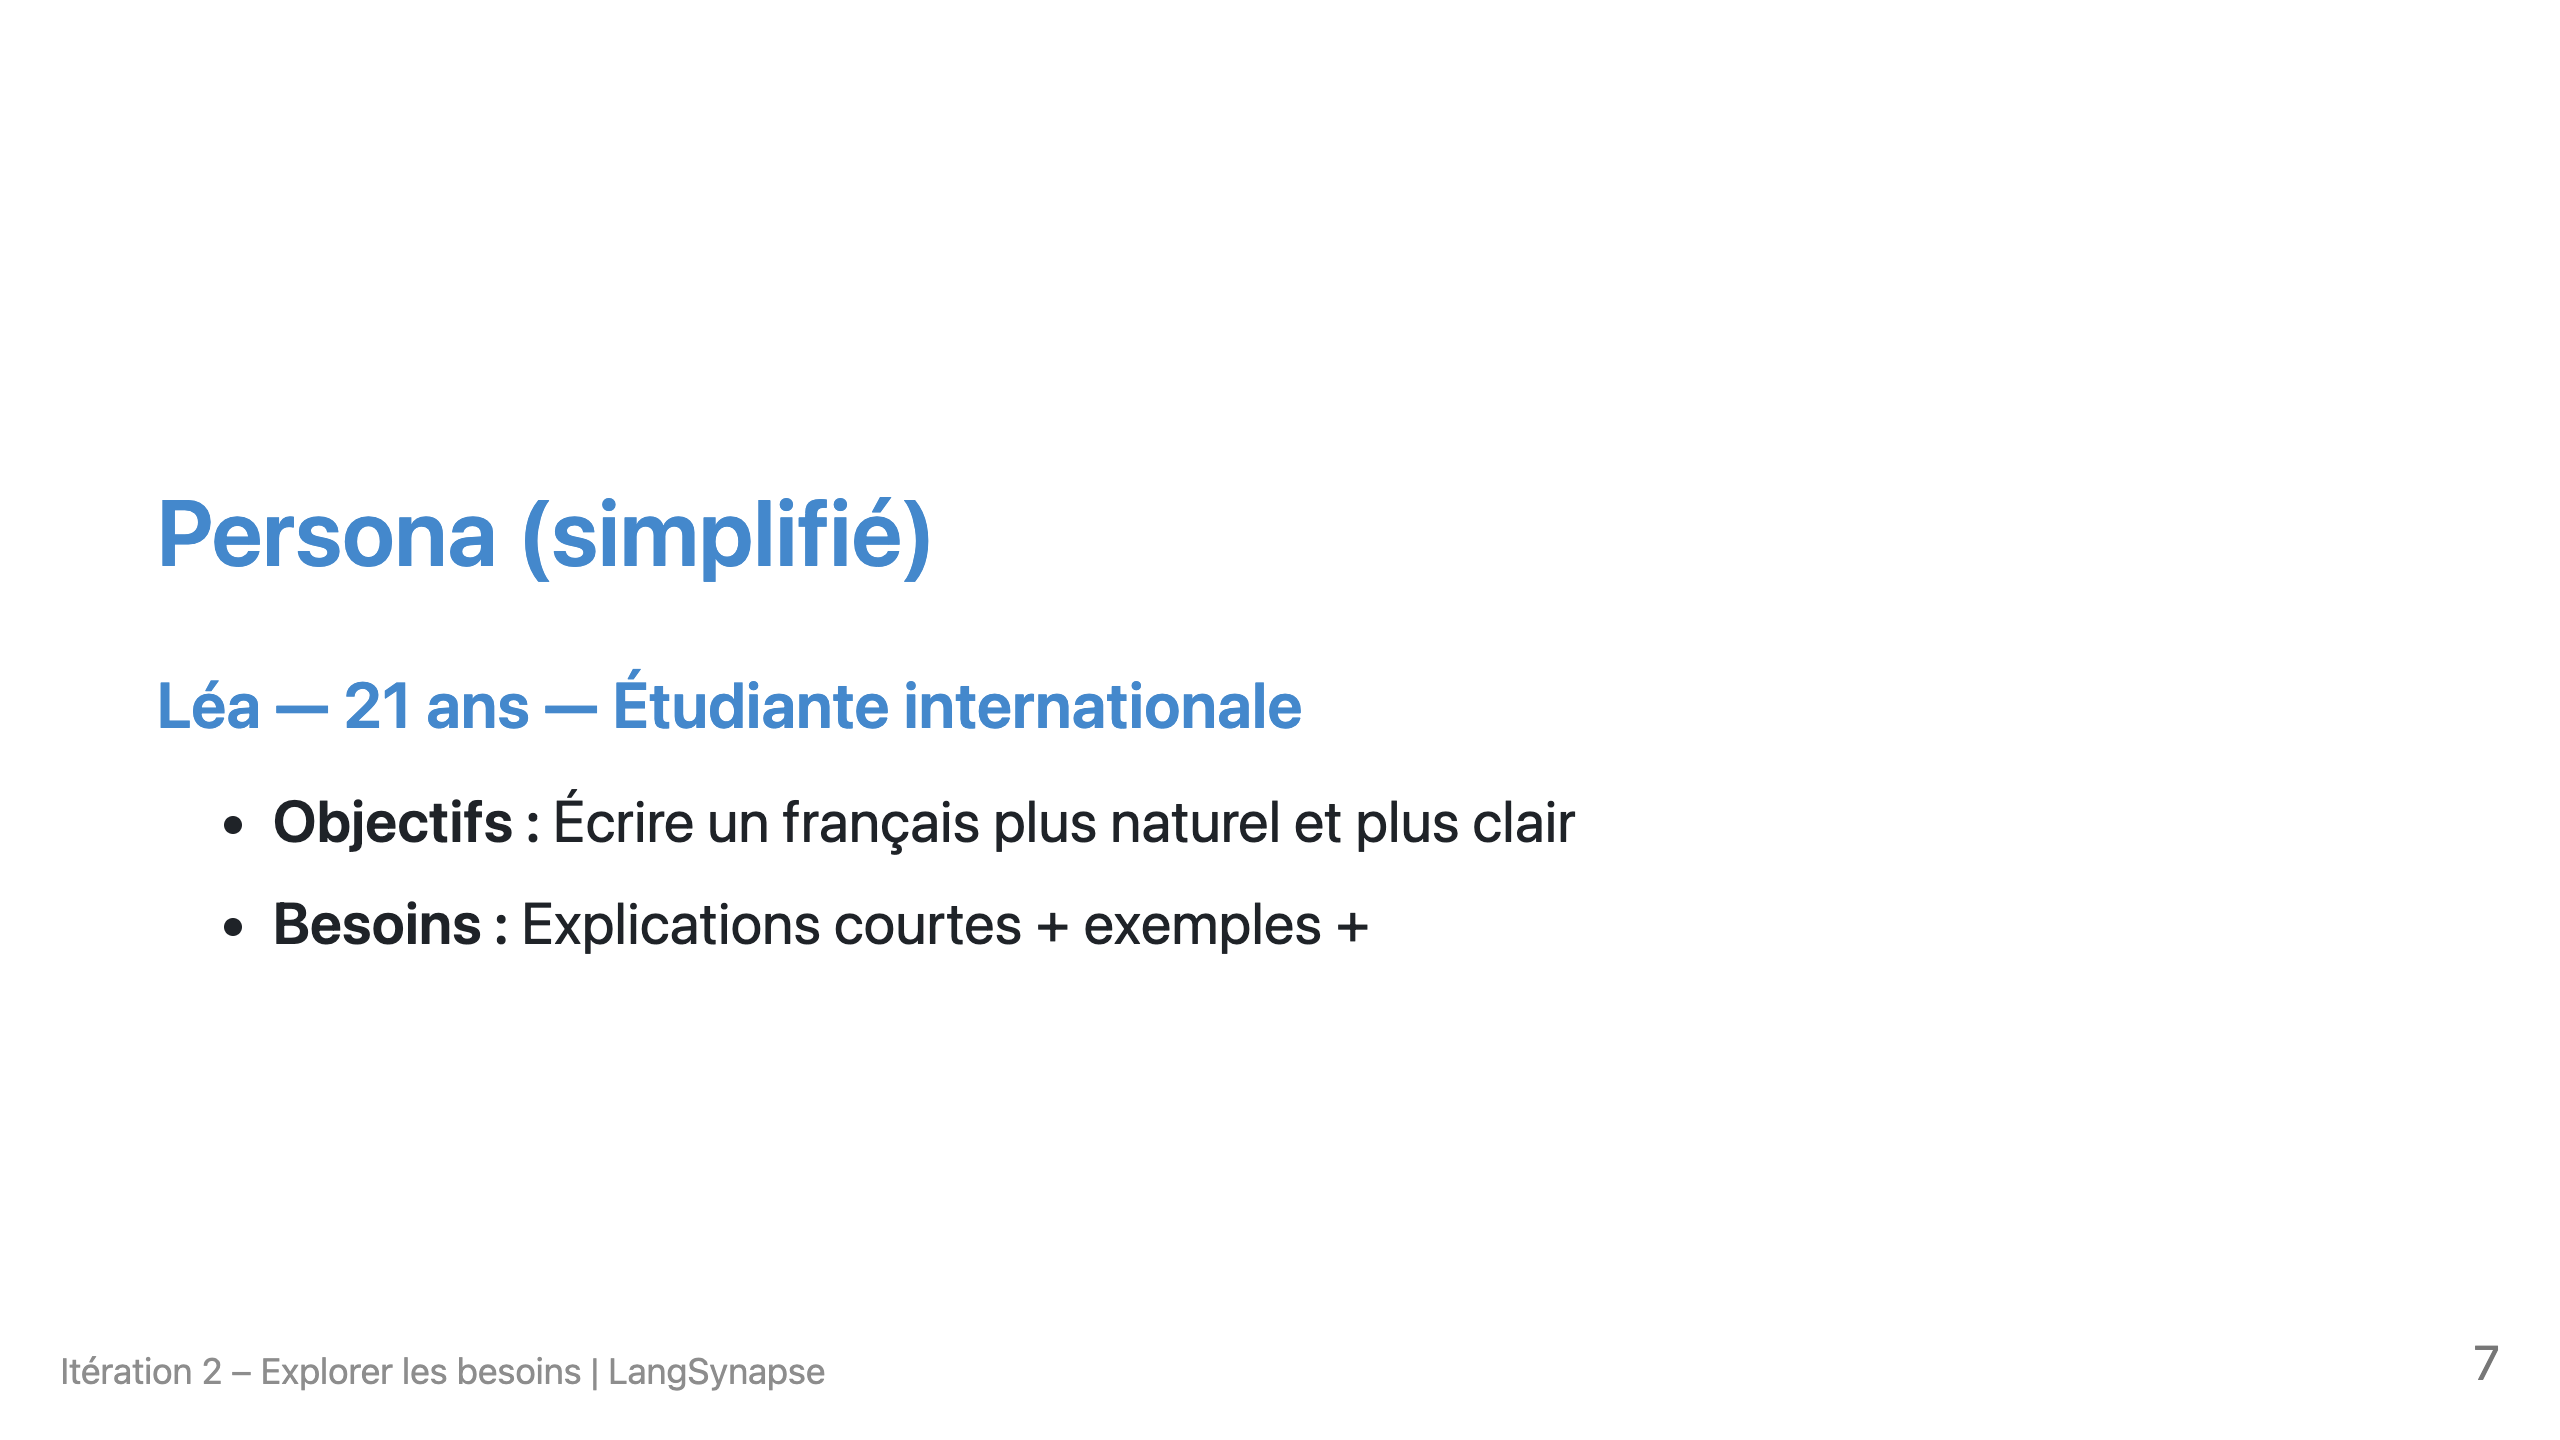 Persona (simplifié)
Léa — 21 ans — Étudiante internationale
• Objectifs : Écrire un français plus naturel et plus clair
• Besoins : Explications courtes + exemples +
Itération 2 – Explorer les besoins | LangSynapse
7